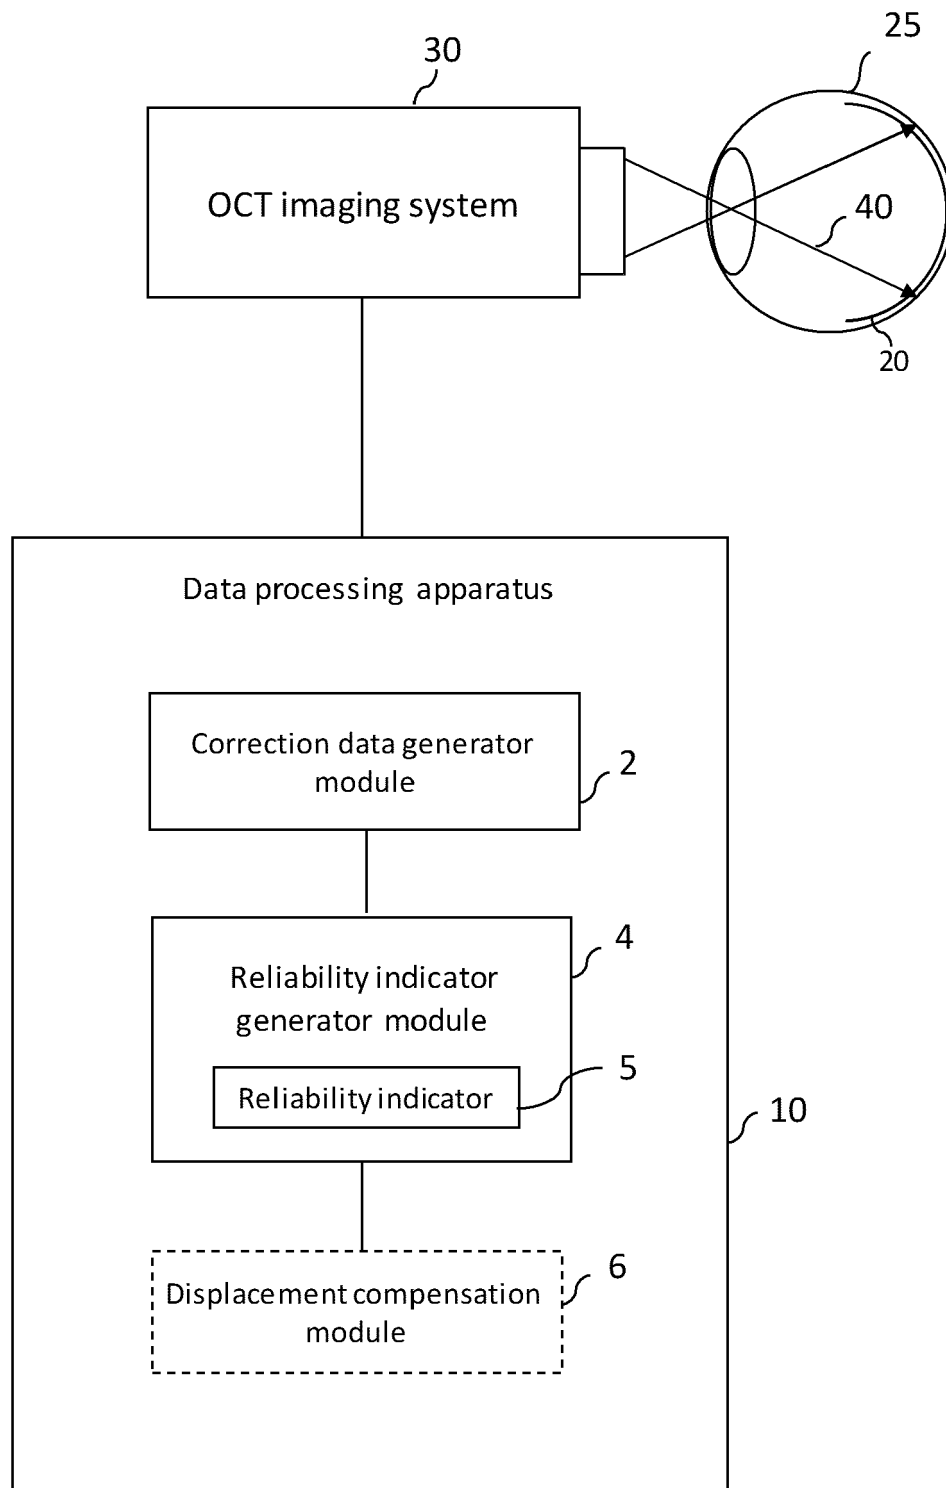 25
30
OCT imaging system
40
20
Data processing apparatus
Correction data generator
module
2
4
Reliability indicator
generator module
5
Reliability indicator
10
6
Displacement compensation
module